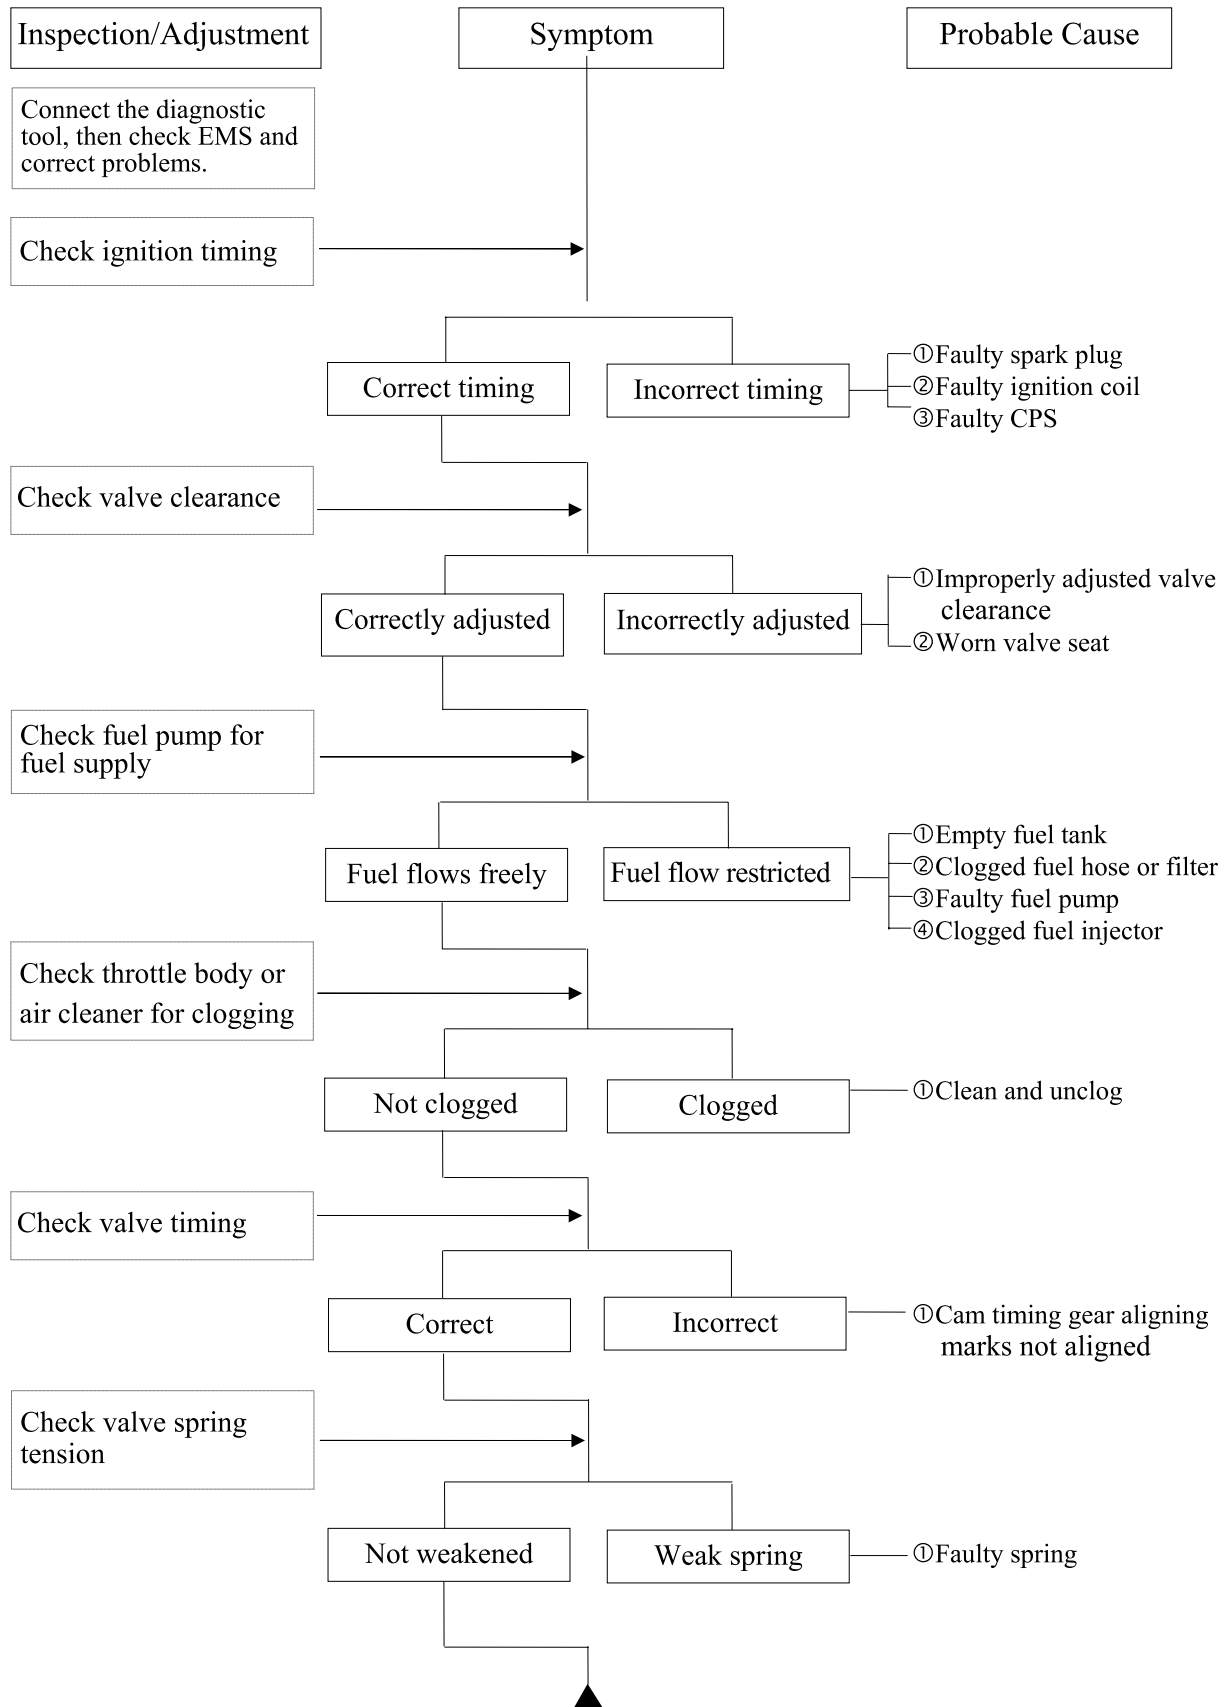 Inspection/Adjustment
Symptom
Probable Cause
Connect the diagnostic
tool, then check EMS and
correct problems.
Check ignition timing
Correct timing
Incorrect timing
①Faulty spark plug
②Faulty ignition coil
③Faulty CPS
Check valve clearance
Correctly adjusted
Incorrectly adjusted
①Improperly adjusted valve
clearance
②Worn valve seat
Check fuel pump for
fuel supply
Fuel flows freely
Fuel flow restricted
①Empty fuel tank
②Clogged fuel hose or filter
③Faulty fuel pump
④Clogged fuel injector
Check throttle body or
air cleaner for clogging
Not clogged
Clogged
①Clean and unclog
Check valve timing
Correct
Incorrect
①Cam timing gear aligning
marks not aligned
Check valve spring
tension
Not weakened
Weak spring
①Faulty spring